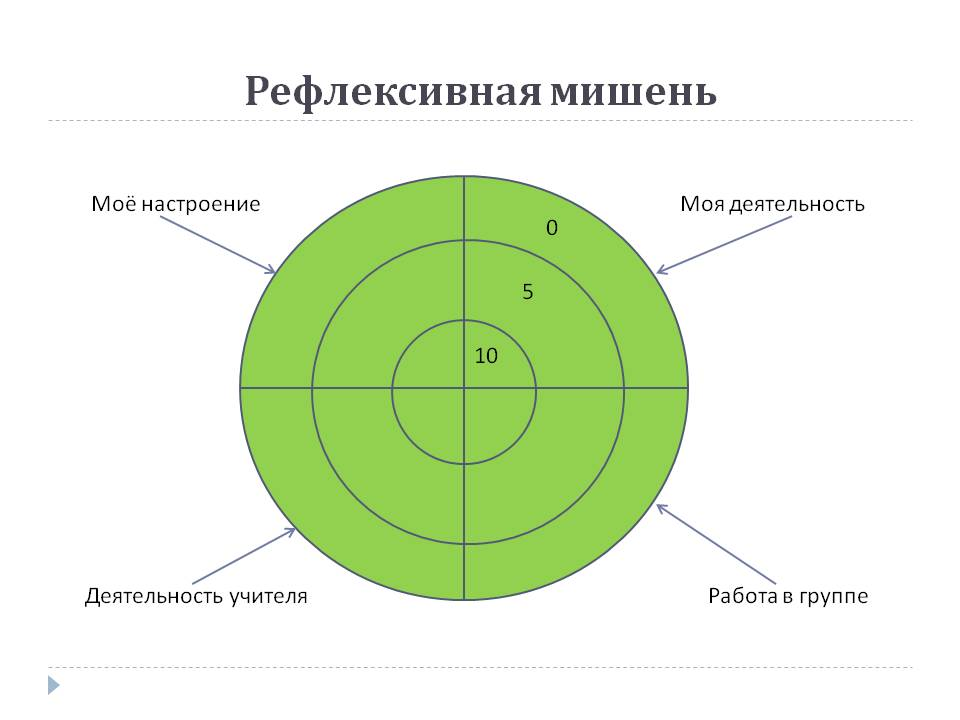 Рефлексивная мишень
Моё настроение
Моя деятельность
0
5
10
Деятельность учителя
Работа в группе